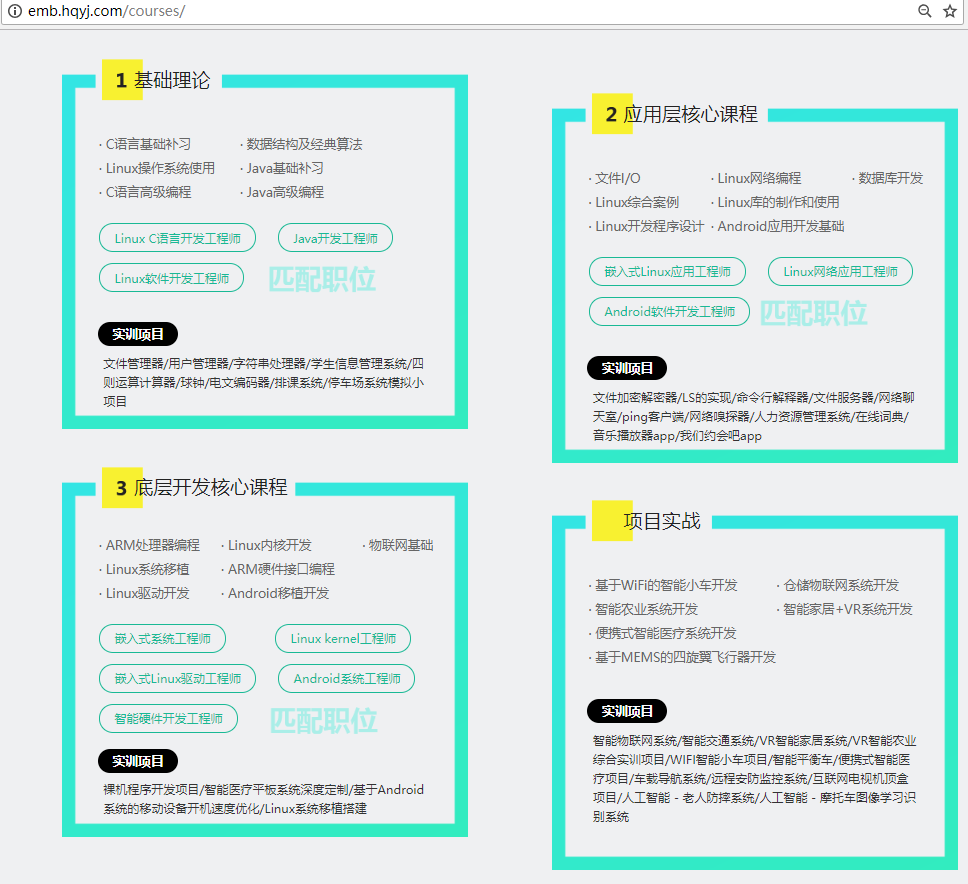 emb.hqyj.com/courses/
1 基础理论
· C语言基础补习 · 数据结构及经典算法
· Linux操作系统使用 · Java基础补习
· C语言高级编程 · Java高级编程
Linux C语言开发工程师 Java开发工程师
Linux软件开发工程师 匹配职位
实训项目
文件管理器/用户管理器/字符串处理器/学生信息管理系统/四
则运算计算器/球钟/电文编码器/排课系统/停车场系统模拟小
项目
2 应用层核心课程
· 文件I/O · Linux网络编程 · 数据库开发
· Linux综合案例 · Linux库的制作和使用
· Linux开发程序设计 · Android应用开发基础
嵌入式Linux应用工程师 Linux网络应用工程师
Android软件开发工程师 匹配职位
实训项目
文件加密解密器/LS的实现/命令行解释器/文件服务器/网络聊
天室/ping客户端/网络嗅探器/人力资源管理系统/在线词典/
音乐播放器app/我们约会吧app
3 底层开发核心课程
· ARM处理器编程 · Linux内核开发 · 物联网基础
· Linux系统移植 · ARM硬件接口编程
· Linux驱动开发 · Android移植开发
嵌入式系统工程师 Linux kernel工程师
嵌入式Linux驱动工程师 Android系统工程师
智能硬件开发工程师 匹配职位
实训项目
裸机程序开发项目/智能医疗平板系统深度定制/基于Android
系统的移动设备开机速度优化/Linux系统移植搭建
项目实战
· 基于WiFi的智能小车开发 · 仓储物联网系统开发
· 智能农业系统开发 · 智能家居+VR系统开发
· 便携式智能医疗系统开发
· 基于MEMS的四旋翼飞行器开发
实训项目
智能物联网系统/智能交通系统/VR智能家居系统/VR智能农业
综合实训项目/WIFI智能小车项目/智能平衡车/便携式智能医
疗项目/车载导航系统/远程安防监控系统/互联网电视机顶盒
项目/人工智能 - 老人防摔系统/人工智能 - 摩托车图像学习识
别系统